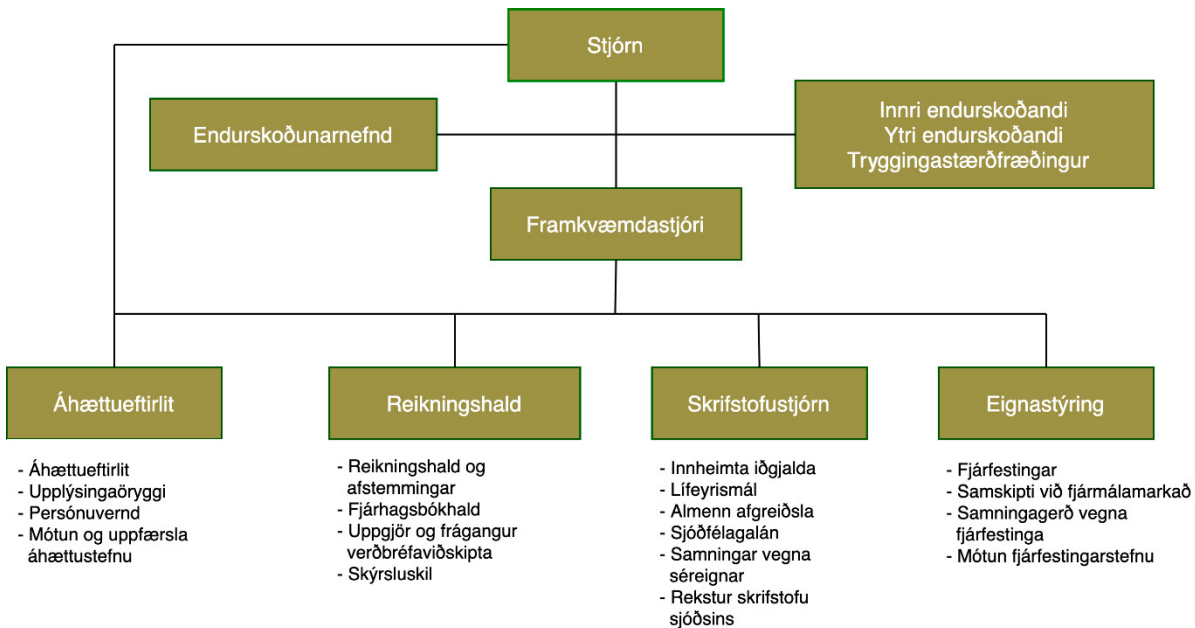 Stjórn
Endurskoðunarnefnd
Innri endurskoðandi
Ytri endurskoðandi
Tryggingastærðfræðingur
Framkvæmdastjóri
Áhættueftirlit
- Áhættueftirlit
- Upplýsingaöryggi
- Persónuvernd
- Mótun og uppfærsla
áhættustefnu
Reikningshald
- Reikningshald og
afstemmingar
- Fjárhagsbókhald
- Uppgjör og frágangur
verðbréfaviðskipta
- Skýrsluskil
Skrifstofustjórn
- Innheimta iðgjalda
- Lífeyrismál
- Almenn afgreiðsla
- Sjóðfélagalán
- Samningar vegna
séreignar
- Rekstur skrifstofu
sjóðsins
Eignastýring
- Fjárfestingar
- Samskipti við fjármálamarkað
- Samningagerð vegna
fjárfestinga
- Mótun fjárfestingarstefnu